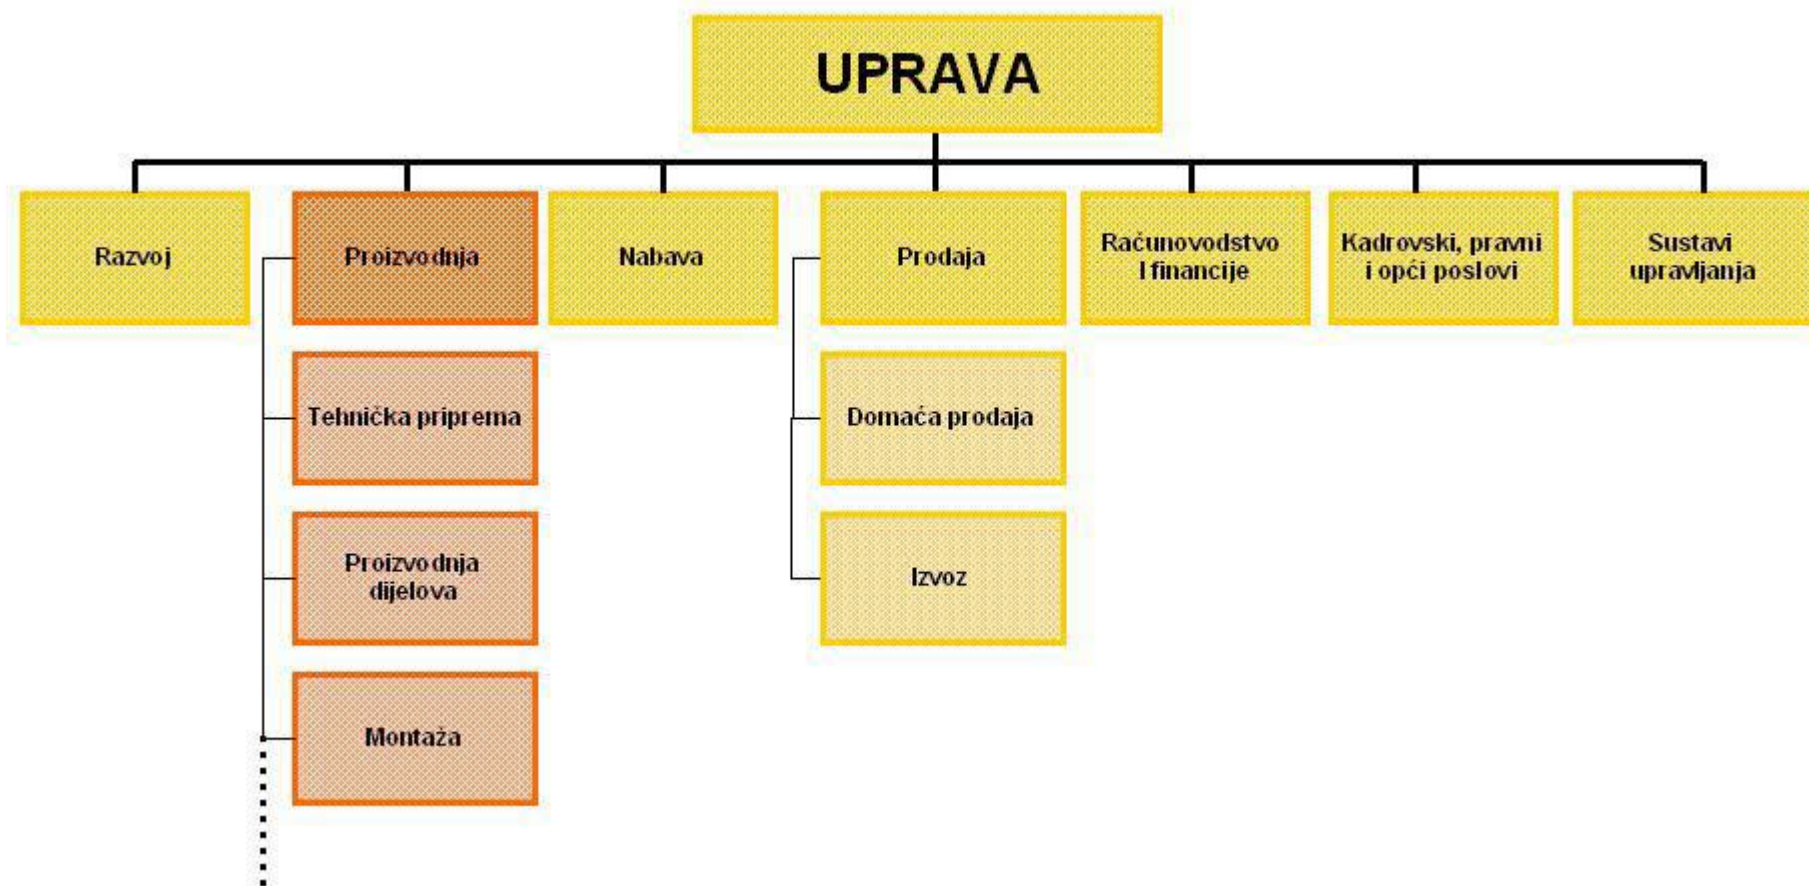 UPRAVA
Razvoj
Proizvodnja
Nabava
Prodaja
Računovodstvo
I financije
Kadrovski, pravni
i opći poslovi
Sustavi
upravljanja
Tehnička priprema
Domaća prodaja
Proizvodnja
dijelova
Izvoz
Montaža